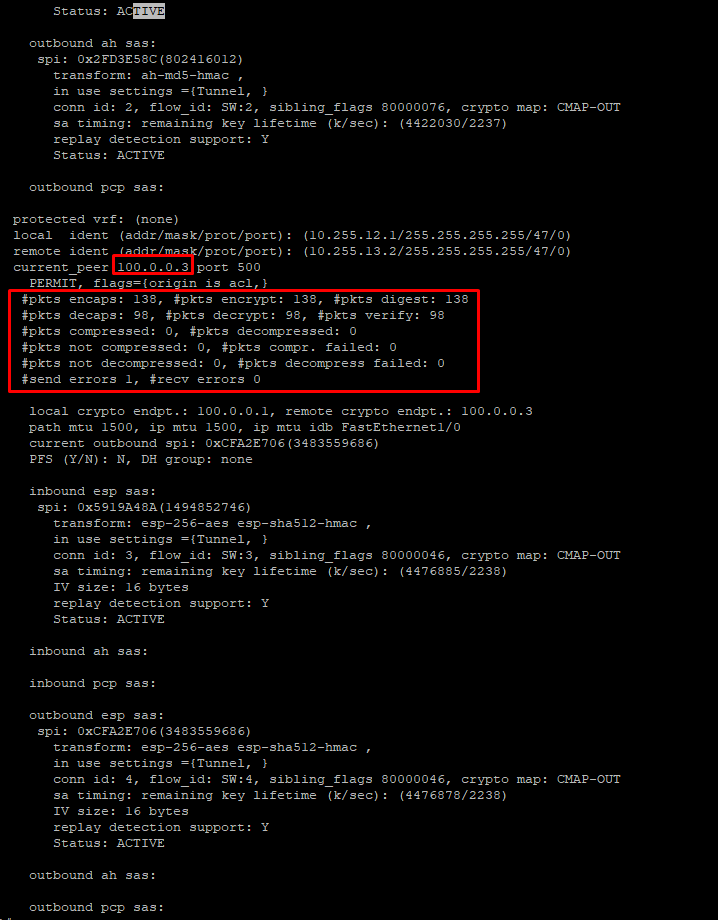 Status: ACTIVE
outbound ah sas:
spi: 0x2FD3E58C(802416012)
transform: ah-md5-hmac ,
in use settings ={Tunnel, }
conn id: 2, flow_id: SW:2, sibling_flags 80000076, crypto map: CMAP-OUT
sa timing: remaining key lifetime (k/sec): (4422030/2237)
replay detection support: Y
Status: ACTIVE
outbound pcp sas:
protected vrf: (none)
local  ident (addr/mask/prot/port): (10.255.12.1/255.255.255.255/47/0)
remote ident (addr/mask/prot/port): (10.255.13.2/255.255.255.255/47/0)
current_peer 100.0.0.3 port 500
PERMIT, flags={origin is acl,}
#pkts encaps: 138, #pkts encrypt: 138, #pkts digest: 138
#pkts decaps: 98, #pkts decrypt: 98, #pkts verify: 98
#pkts compressed: 0, #pkts decompressed: 0
#pkts not compressed: 0, #pkts compr. failed: 0
#pkts not decompressed: 0, #pkts decompress failed: 0
#send errors 1, #recv errors 0
local crypto endpt.: 100.0.0.1, remote crypto endpt.: 100.0.0.3
path mtu 1500, ip mtu 1500, ip mtu idb FastEthernet1/0
current outbound spi: 0xCFA2E706(3483559686)
PFS (Y/N): N, DH group: none
inbound esp sas:
spi: 0x5919A48A(1494852746)
transform: esp-256-aes esp-sha512-hmac ,
in use settings ={Tunnel, }
conn id: 3, flow_id: SW:3, sibling_flags 80000046, crypto map: CMAP-OUT
sa timing: remaining key lifetime (k/sec): (4476885/2238)
IV size: 16 bytes
replay detection support: Y
Status: ACTIVE
inbound ah sas:
inbound pcp sas:
outbound esp sas:
spi: 0xCFA2E706(3483559686)
transform: esp-256-aes esp-sha512-hmac ,
in use settings ={Tunnel, }
conn id: 4, flow_id: SW:4, sibling_flags 80000046, crypto map: CMAP-OUT
sa timing: remaining key lifetime (k/sec): (4476878/2238)
IV size: 16 bytes
replay detection support: Y
Status: ACTIVE
outbound ah sas:
outbound pcp sas: